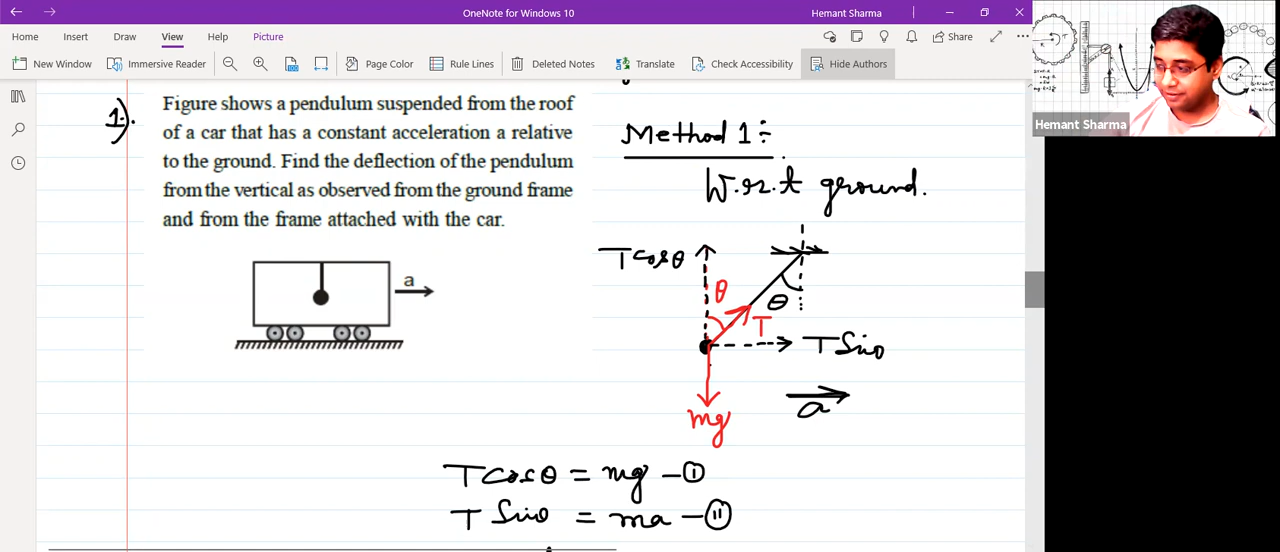 OneNote for Windows 10
Hemant Sharma
Home Insert Draw View Help Picture
Share
New Window Immersive Reader Page Color Rule Lines Deleted Notes Translate Check Accessibility Hide Authors
Hemant Sharma
1).
Figure shows a pendulum suspended from the roof
of a car that has a constant acceleration a relative
to the ground. Find the deflection of the pendulum
from the vertical as observed from the ground frame
and from the frame attached with the car.
a
Method 1:
W.r.t ground.
Tcosθ
θ
θ
T
TSinθ
mg
a
Tcosθ = mg -①
TSinθ = ma -⑪